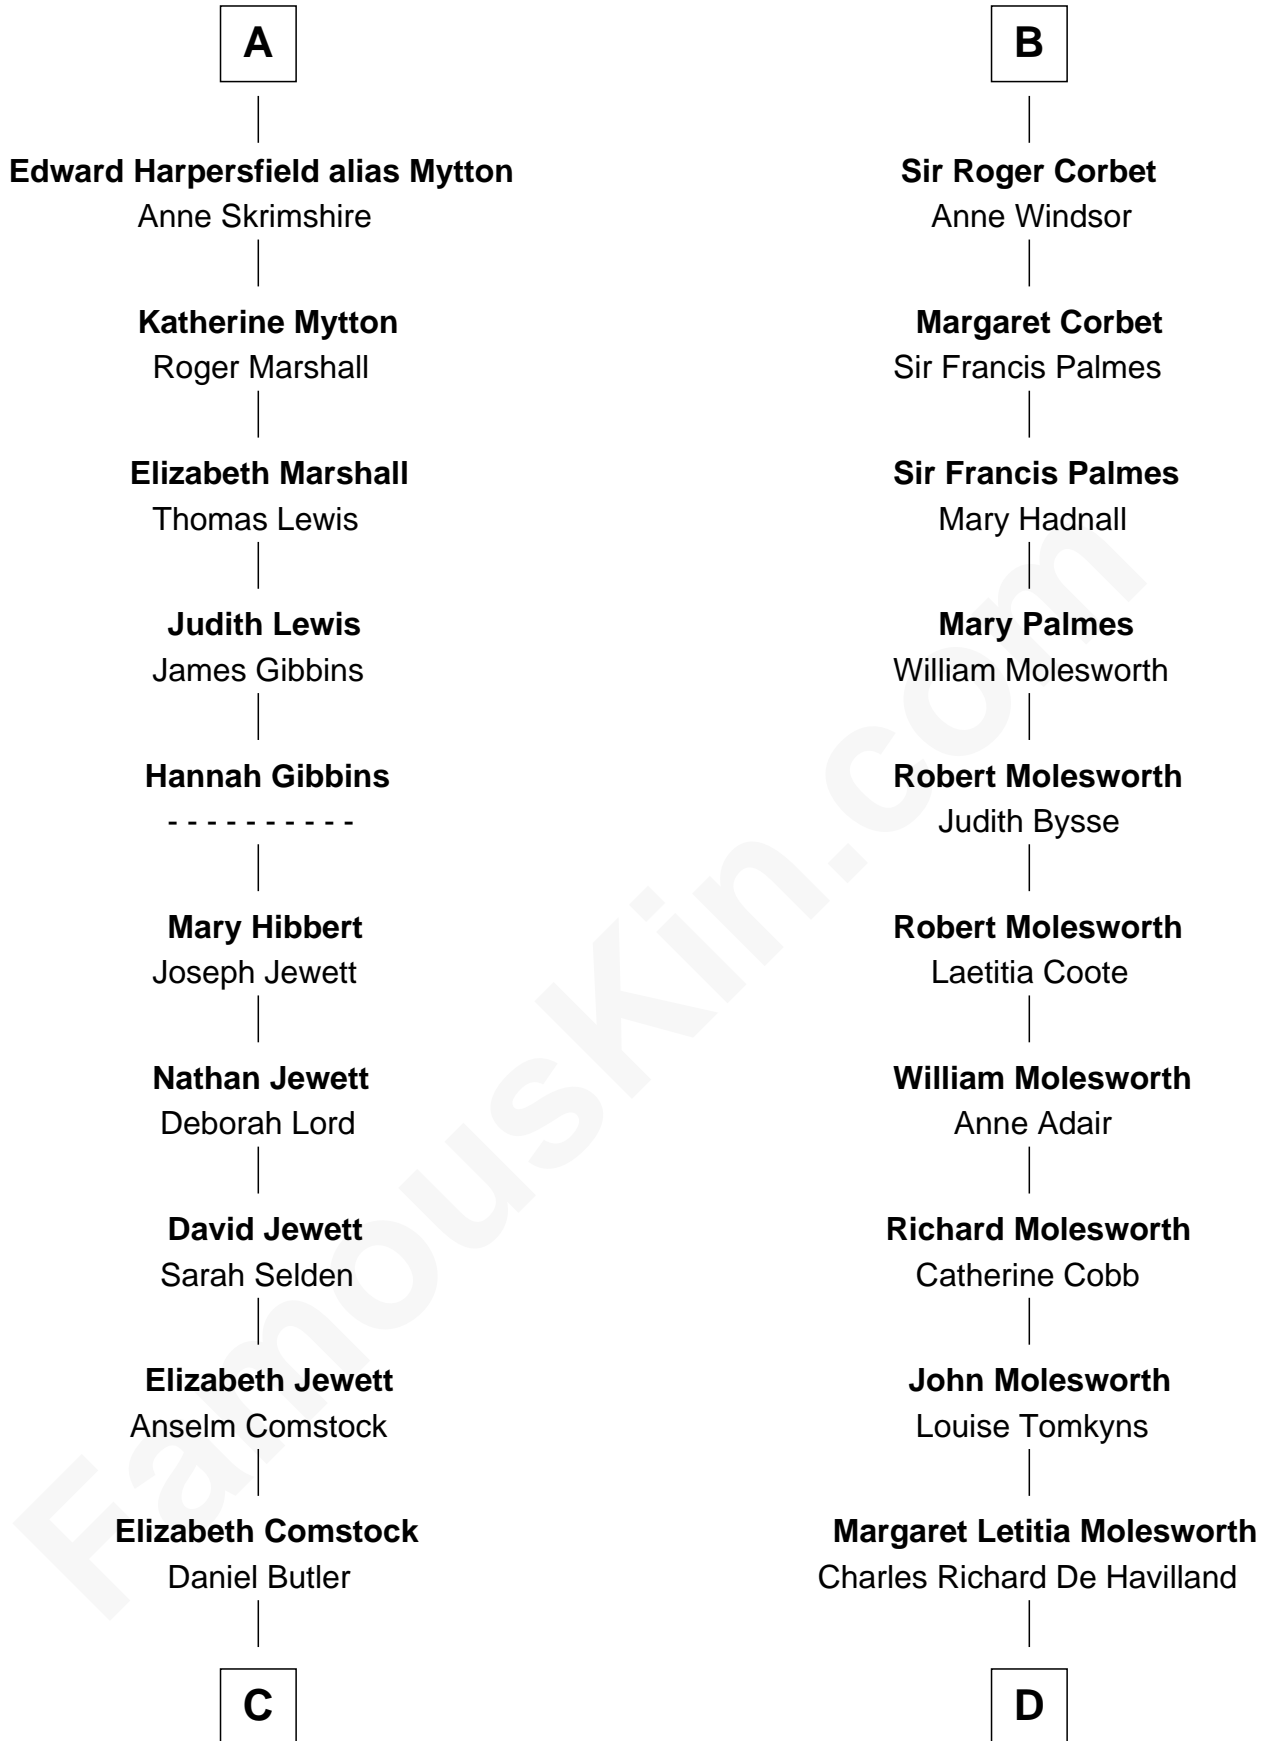 A
Edward Harpersfield alias Mytton
Anne Skrimshire
Katherine Mytton
Roger Marshall
Elizabeth Marshall
Thomas Lewis
Judith Lewis
James Gibbins
Hannah Gibbins
- - - - - - - - - -
Mary Hibbert
Joseph Jewett
Nathan Jewett
Deborah Lord
David Jewett
Sarah Selden
Elizabeth Jewett
Anselm Comstock
Elizabeth Comstock
Daniel Butler
C
B
Sir Roger Corbet
Anne Windsor
Margaret Corbet
Sir Francis Palmes
Sir Francis Palmes
Mary Hadnall
Mary Palmes
William Molesworth
Robert Molesworth
Judith Bysse
Robert Molesworth
Laetitia Coote
William Molesworth
Anne Adair
Richard Molesworth
Catherine Cobb
John Molesworth
Louise Tomkyns
Margaret Letitia Molesworth
Charles Richard De Havilland
D
FamousKin.com